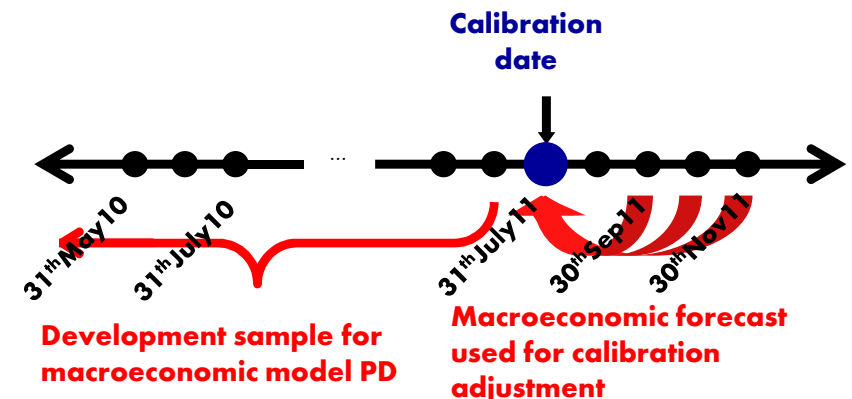 Calibration
date
...
31thMay10
31thJuly10
31thJuly11
30thSep11
30thNov11
Development sample for
macroeconomic model PD
Macroeconomic forecast
used for calibration
adjustment